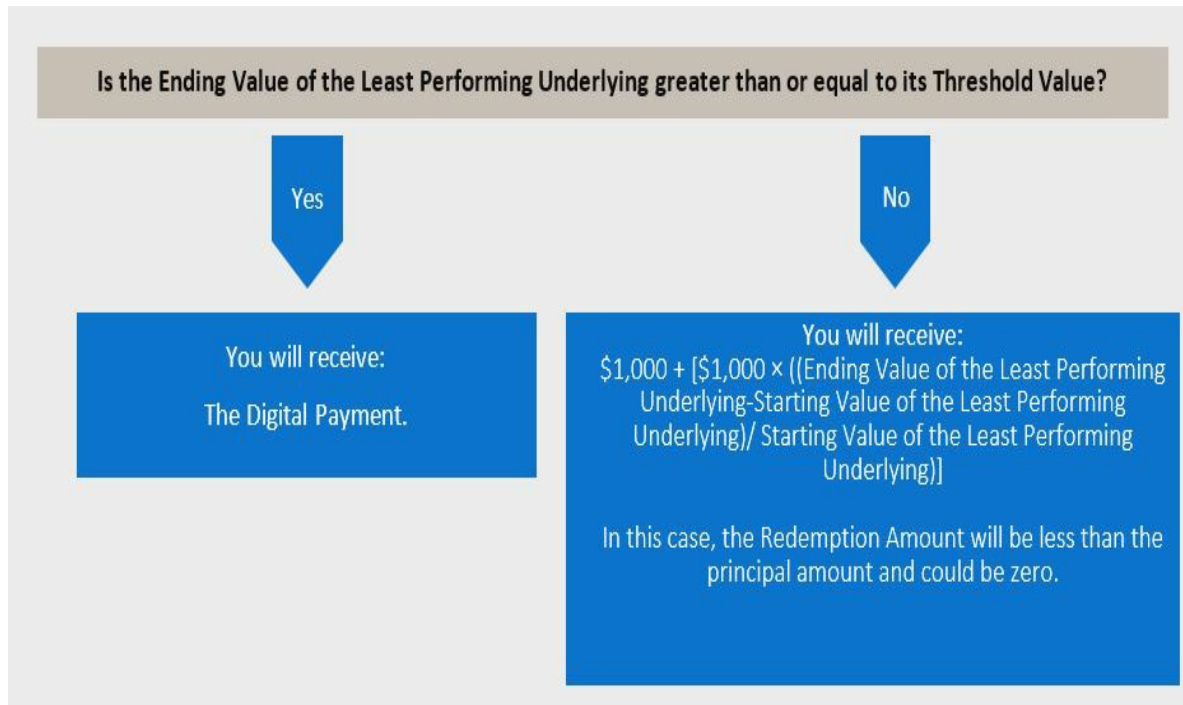 Is the Ending Value of the Least Performing Underlying greater than or equal to its Threshold Value?
Yes
No
You will receive:
The Digital Payment.
You will receive:
$1,000 + [$1,000 × ((Ending Value of the Least Performing
Underlying-Starting Value of the Least Performing
Underlying)/ Starting Value of the Least Performing
Underlying)]
In this case, the Redemption Amount will be less than the
principal amount and could be zero.